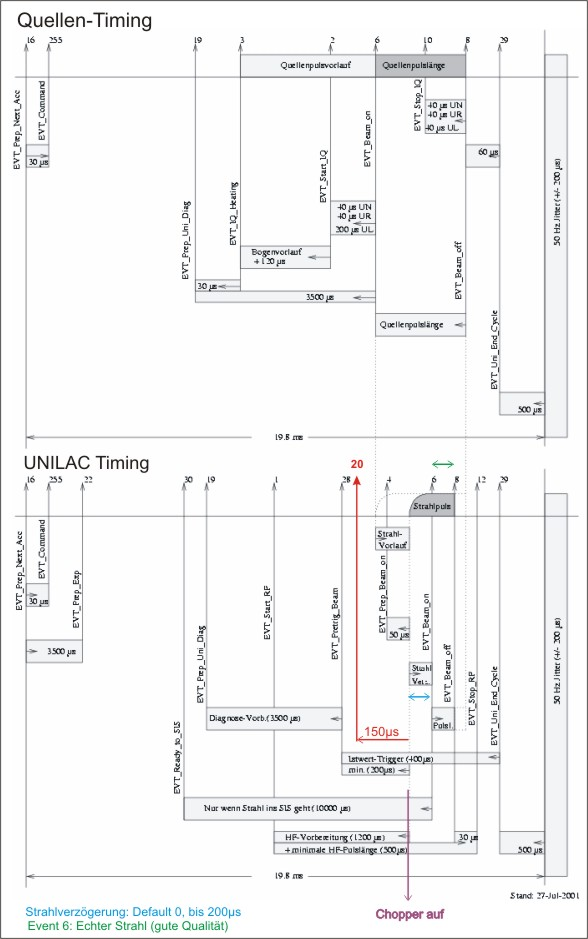 Quellen-Timing
16 255 19 3 2 6 10 8 29
Quellenpulsvorlauf
Quellenpulslänge
EVT_Prep_Next_Acc
EVT_Command
30 µs
EVT_Prep_Uni_Diag
EVT_IQ_Heating
EVT_Start_IQ
EVT_Beam_on
EVT_Stop_IQ
40 µs UN
40 µs UR
40 µs UL
60 µs
40 µs UN
40 µs UR
200 µs UL
Bogenvorlauf
+120 µs
30 µs
3500 µs
EVT_Beam_off
Quellenpulslänge
EVT_Uni_End_Cycle
500 µs
50 Hz Jitter (+/- 200 µs)
19.8 ms
UNILAC Timing
16 255 22 30 19 1 28 20 4 6 8 12 29
Strahlpuls
Strahl-
Vorlauf
EVT_Prep_Next_Acc
EVT_Command
EVT_Prep_Exp
30 µs
3500 µs
EVT_Ready_to_SIS
EVT_Prep_Uni_Diag
EVT_Start_RF
EVT_Pretrig_Beam
EVT_Prep_Beam_on
50 µs
EVT_Beam_on
Strahl
Verz.
EVT_Beam_off
Pulsl.
EVT_Stop_RF
EVT_Uni_End_Cycle
50 Hz Jitter (+/- 200 µs)
Diagnose-Vorb.(3500 µs)
150µs
Istwert-Trigger (400µs)
min. (200µs)
Nur wenn Strahl ins SIS geht (10000 µs)
HF-Vorbereitung (1200 µs)
30 µs
+ minimale HF-Pulslänge (500µs)
500 µs
19.8 ms
Stand: 27-Jul-2001
Strahlverzögerung: Default 0, bis 200µs
Event 6: Echter Strahl (gute Qualität)
Chopper auf